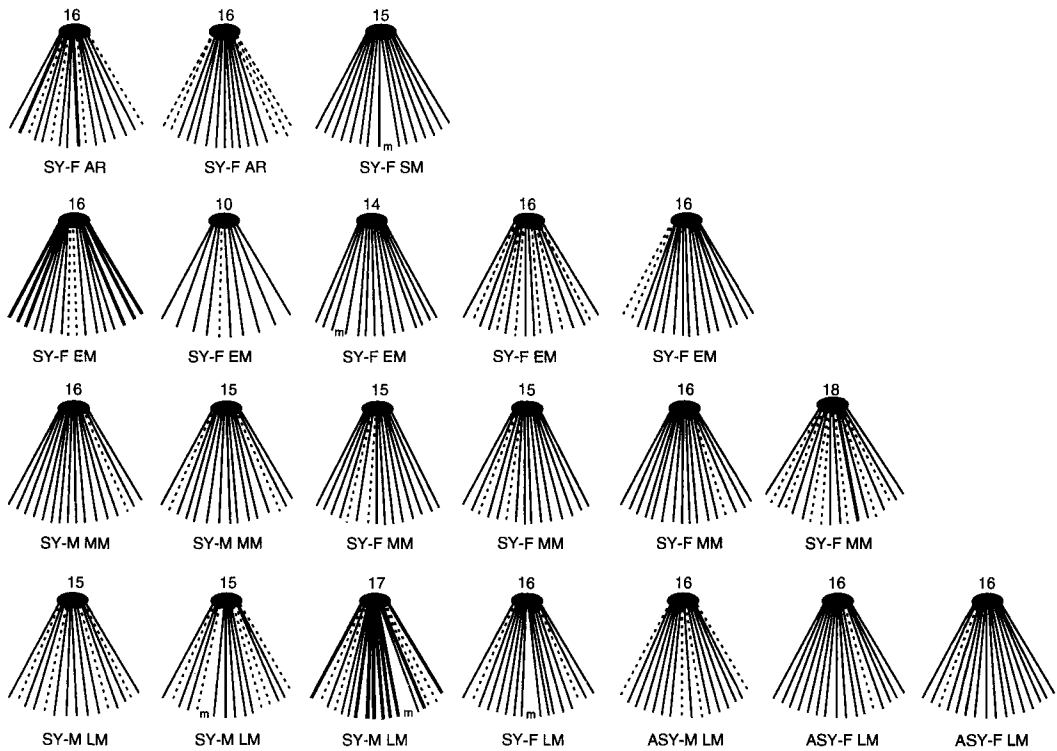 16 16 15
m
SY-F AR SY-F AR SY-F SM
16 10 14 16 16
m
SY-F EM SY-F EM SY-F EM SY-F EM SY-F EM
16 15 15 15 16 18
SY-M MM SY-M MM SY-F MM SY-F MM SY-F MM SY-F MM
15 15 17 16 16 16 16
m m m
SY-M LM SY-M LM SY-M LM SY-F LM ASY-M LM ASY-F LM ASY-F LM